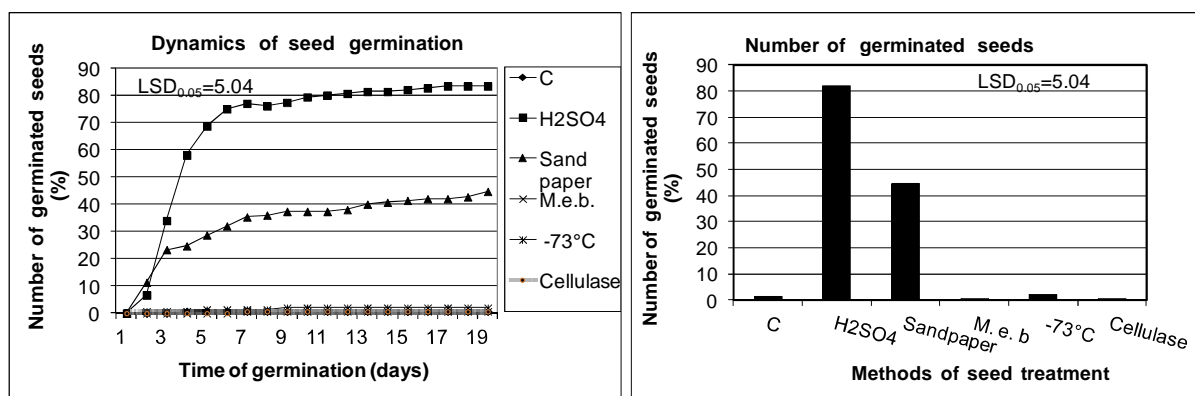 Dynamics of seed germination
LSD0.05=5.04
90
80
70
60
50
40
30
20
10
0
1 3 5 7 9 11 13 15 17 19
Number of germinated seeds
(%)
Time of germination (days)
C
H2SO4
Sand
paper
M.e.b.
-73°C
Cellulase
Number of germinated seeds
LSD0.05=5.04
90
80
70
60
50
40
30
20
10
0
Number of germinated seeds
(%)
C
H2SO4
Sandpaper
M. e. b
-73°C
Cellulase
Methods of seed treatment